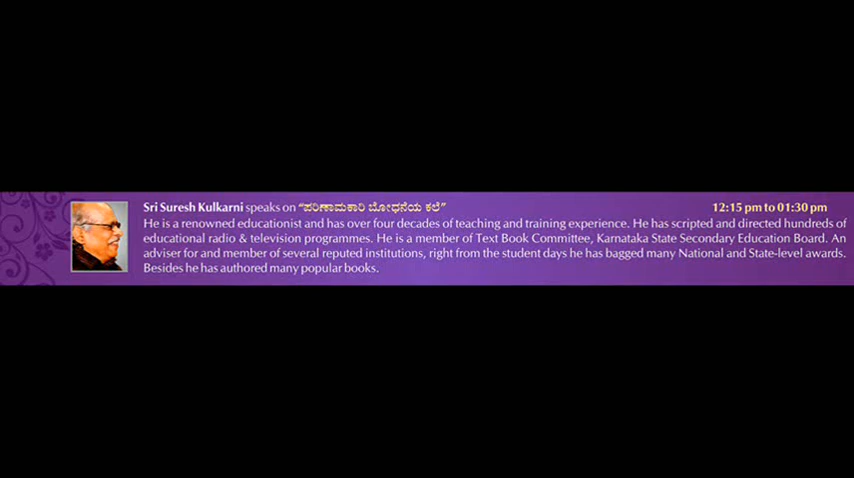 Sri Suresh Kulkarni speaks on “ಪರಿಣಾಮಕಾರಿ ಬೋಧನೆಯ ಕಲೆ” 12:15 pm to 01:30 pm
He is a renowned educationist and has over four decades of teaching and training experience. He has scripted and directed hundreds of
educational radio & television programmes. He is a member of Text Book Committee, Karnataka State Secondary Education Board. An
adviser for and member of several reputed institutions, right from the student days he has bagged many National and State-level awards.
Besides he has authored many popular books.